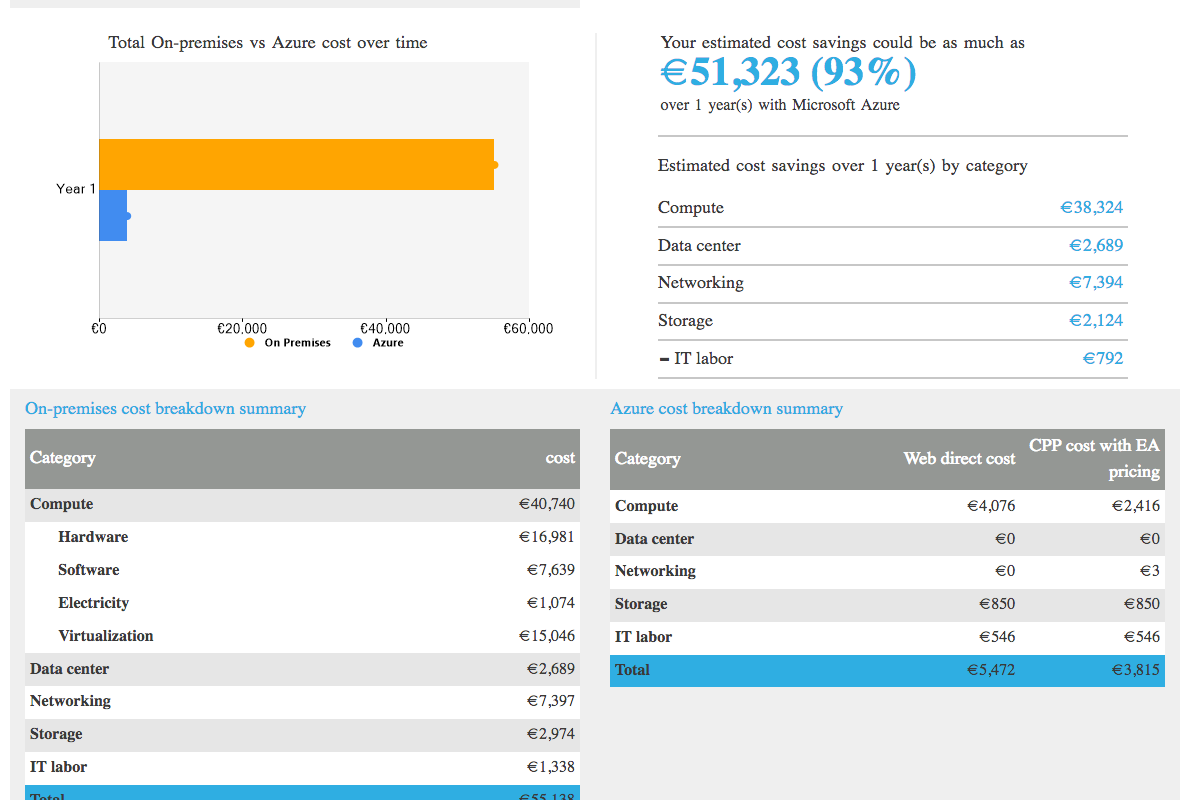 Total On-premises vs Azure cost over time
Year 1
€0 €20,000 €40,000 €60,000
On Premises Azure
Your estimated cost savings could be as much as
€51,323 (93%)
over 1 year(s) with Microsoft Azure
Estimated cost savings over 1 year(s) by category
Compute €38,324
Data center €2,689
Networking €7,394
Storage €2,124
– IT labor €792
On-premises cost breakdown summary
Category cost
Compute €40,740
Hardware €16,981
Software €7,639
Electricity €1,074
Virtualization €15,046
Data center €2,689
Networking €7,397
Storage €2,974
IT labor €1,338
Total €55,138
Azure cost breakdown summary
Category Web direct cost CPP cost with EA
pricing
Compute €4,076 €2,416
Data center €0 €0
Networking €0 €3
Storage €850 €850
IT labor €546 €546
Total €5,472 €3,815